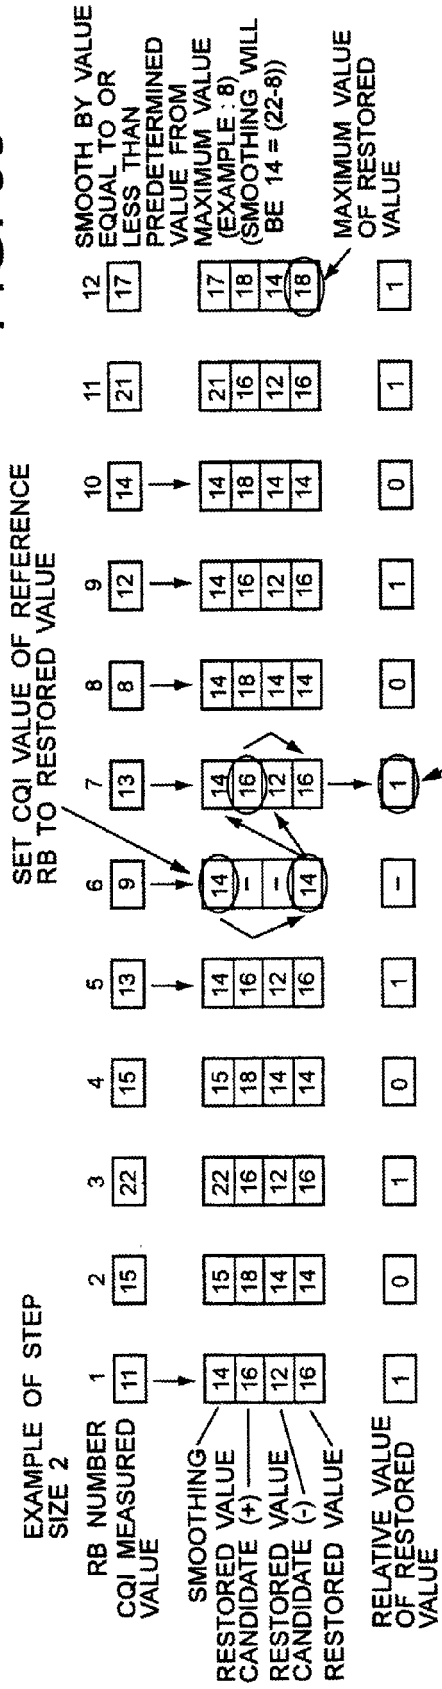 EXAMPLE OF STEP
SIZE 2
SET CQI VALUE OF REFERENCE
RB TO RESTORED VALUE
RB NUMBER 1 2 3 4 5 6 7 8 9 10 11 12
CQI MEASURED
VALUE
11 15 22 15 13 9 13 8 12 14 21 17
SMOOTH BY VALUE
EQUAL TO OR
LESS THAN
PREDETERMINED
VALUE FROM
MAXIMUM VALUE
(EXAMPLE : 8)
(SMOOTHING WILL
BE 14 = (22-8))
SMOOTHING
14 15 22 15 14 14 14 14 14 14 21 17
RESTORED VALUE
CANDIDATE (+)
16 18 16 18 16 – 16 18 16 18 16 18
RESTORED VALUE
CANDIDATE (-)
12 14 12 14 12 – 12 14 12 14 12 14
RESTORED VALUE
16 14 16 14 16 14 16 14 16 14 16 18
MAXIMUM VALUE
OF RESTORED
VALUE
RELATIVE VALUE
OF RESTORED
VALUE
1 0 1 0 1 – 1 0 1 0 1 1